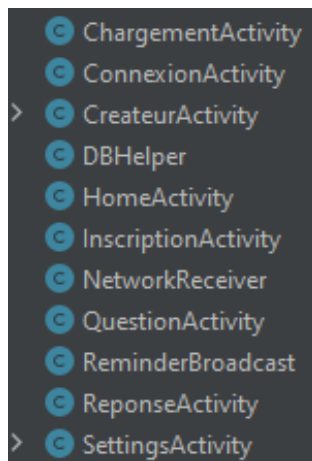 ChargementActivity
ConnexionActivity
CreateurActivity
DBHelper
HomeActivity
InscriptionActivity
NetworkReceiver
QuestionActivity
ReminderBroadcast
ReponseActivity
SettingsActivity